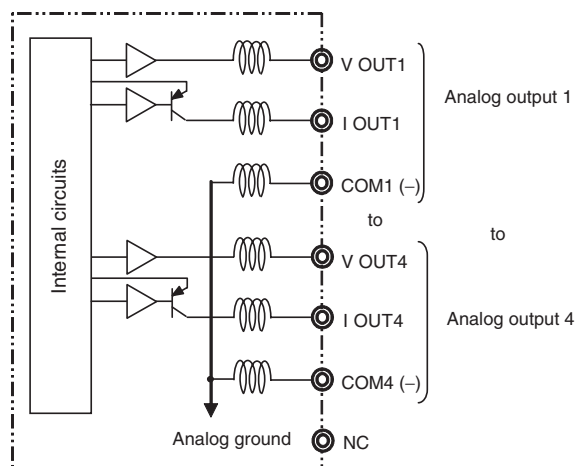 Internal circuits
V OUT1
I OUT1
COM1 (–)
Analog output 1
to
to
V OUT4
I OUT4
COM4 (–)
Analog output 4
Analog ground
NC